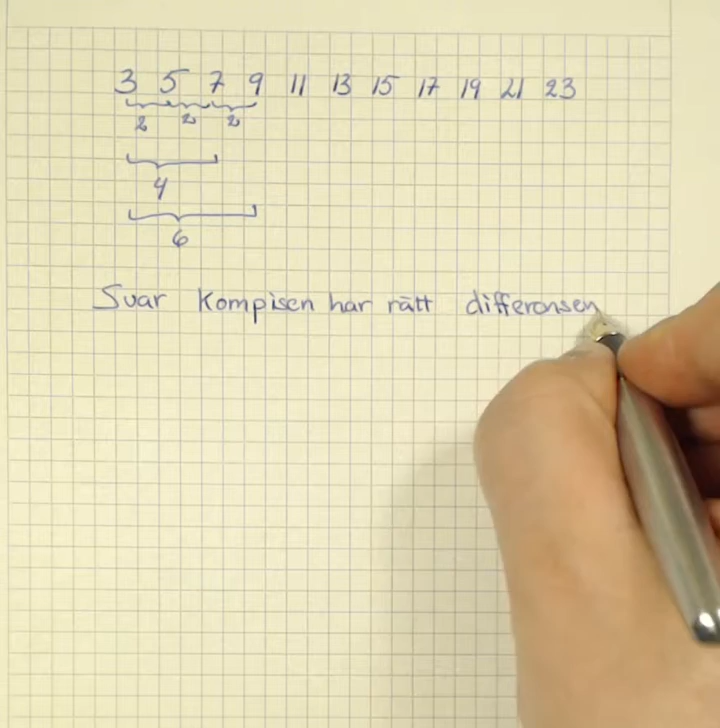 3 5 7 9 11 13 15 17 19 21 23
2 2 2
4
6
Svar Kompisen har rätt differensen